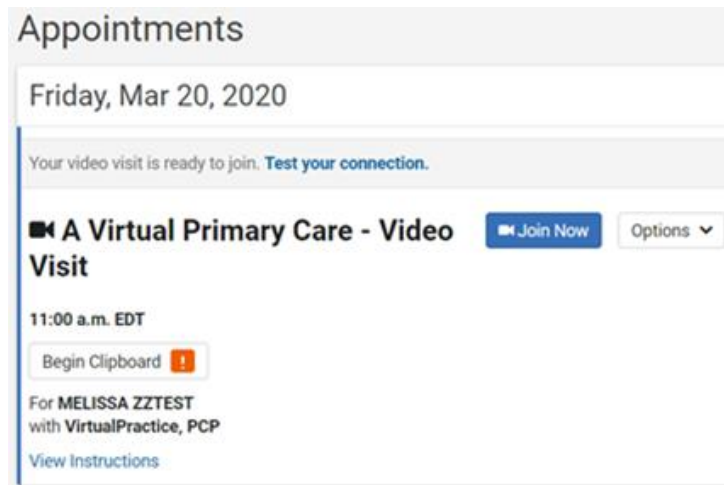 Appointments
Friday, Mar 20, 2020
Your video visit is ready to join. Test your connection.
A Virtual Primary Care - Video
Visit
Join Now
Options
11:00 a.m. EDT
Begin Clipboard !
For MELISSA ZZTEST
with VirtualPractice, PCP
View Instructions